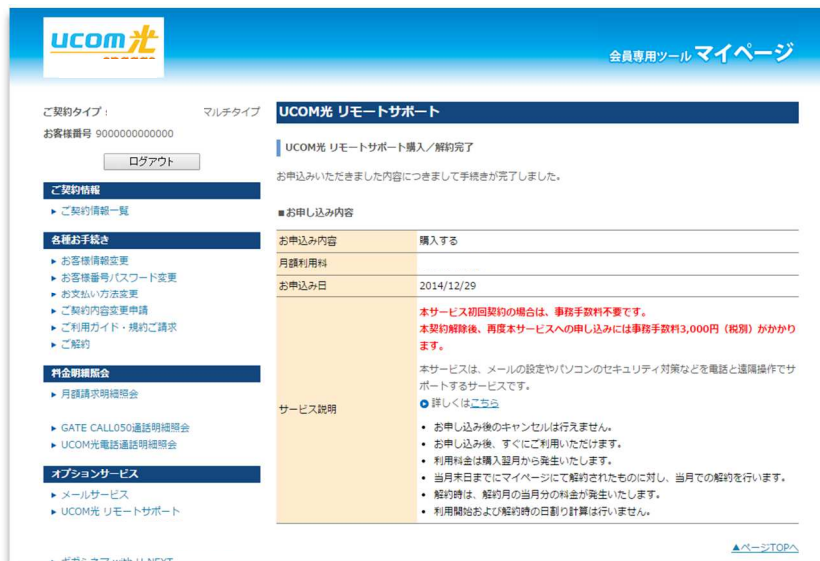 ucom光
会員専用ツール マイページ
ご契約タイプ： マルチタイプ
お客様番号 9000000000000
ログアウト
ご契約情報
ご契約情報一覧
各種お手続き
お客様情報変更
お客様番号パスワード変更
お支払い方法変更
ご契約内容変更申請
ご利用ガイド・規約ご請求
ご解約
料金明細照会
月額請求明細照会
GATE CALL050通話明細照会
UCOM光電話通話明細照会
オプションサービス
メールサービス
UCOM光 リモートサポート
UCOM光 リモートサポート
UCOM光 リモートサポート購入／解約完了
お申込みいただきました内容につきまして手続きが完了しました。
■お申し込み内容
お申込み内容 購入する
月額利用料
お申込み日 2014/12/29
サービス説明
本サービス初回契約の場合は、事務手数料不要です。
本契約解除後、再度本サービスへの申し込みには事務手数料3,000円（税別）がかかり
ます。
本サービスは、メールの設定やパソコンのセキュリティ対策などを電話と遠隔操作でサ
ポートするサービスです。
詳しくはこちら
• お申し込み後のキャンセルは行えません。
• お申し込み後、すぐにご利用いただけます。
• 利用料金は購入翌月から発生いたします。
• 当月末日までにマイページにて解約されたものに対し、当月での解約を行います。
• 解約時は、解約月の当月分の料金が発生いたします。
• 利用開始および解約時の日割り計算は行いません。
▲ページTOPへ